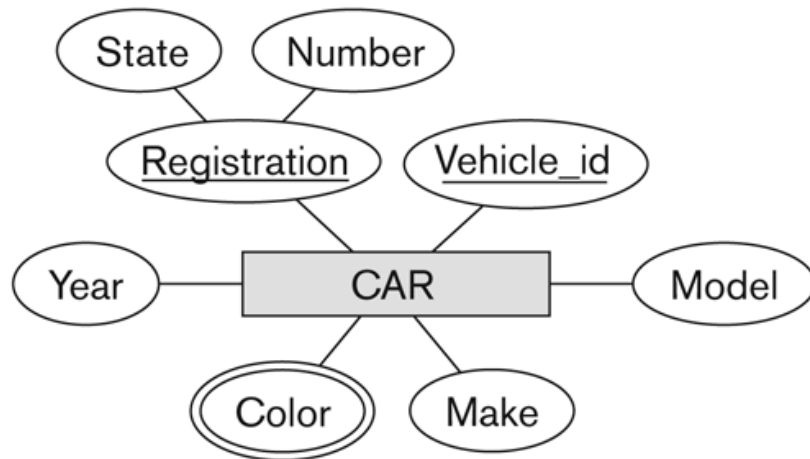 State
Number
Registration
Vehicle_id
Year
CAR
Model
Color
Make